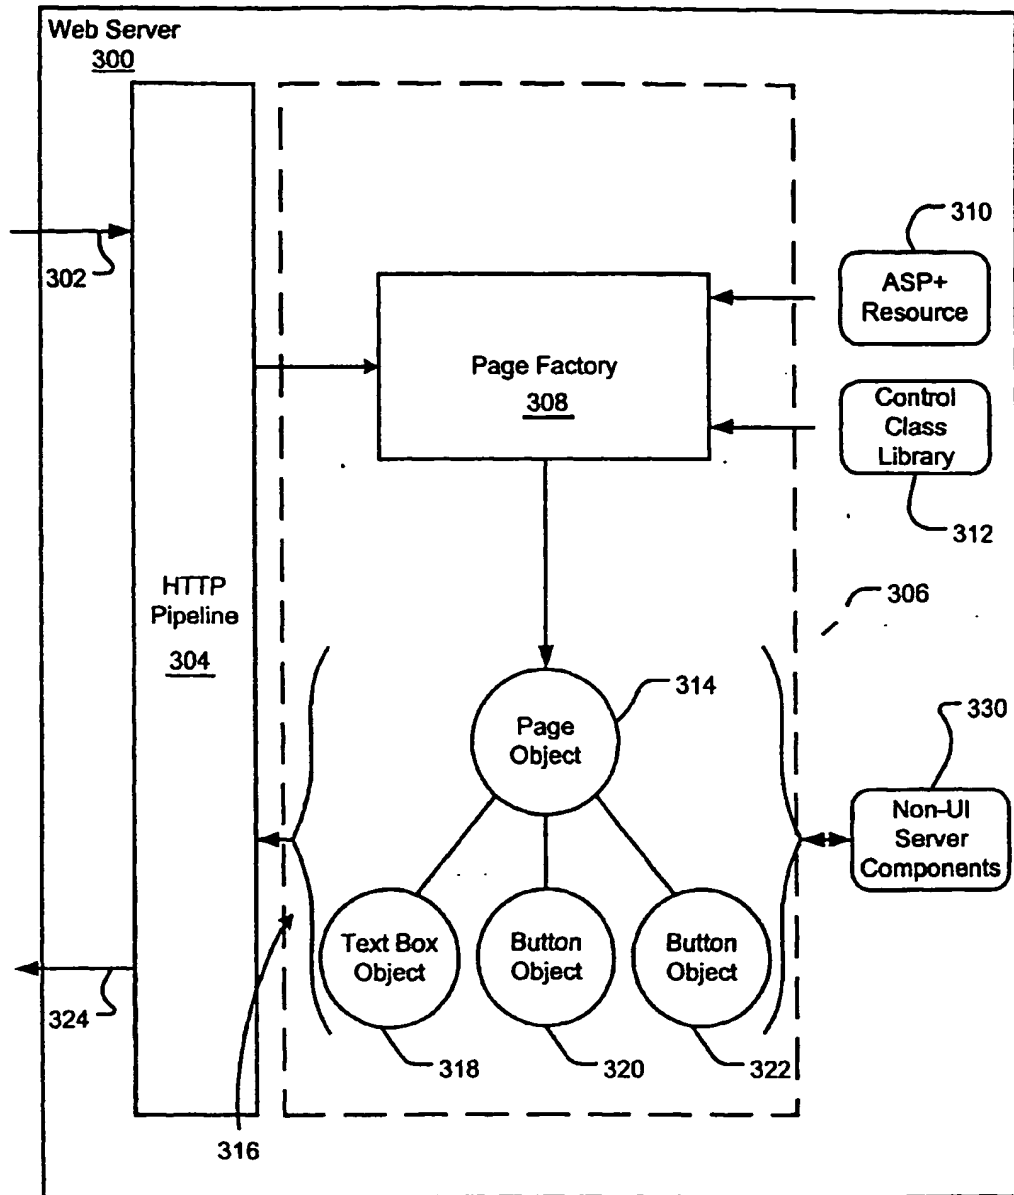 Web Server
300
310
ASP+
Resource
302
Page Factory
308
Control
Class
Library
312
HTTP
Pipeline
304
306
314
Page
Object
330
Non-UI
Server
Components
Text Box
Object
Button
Object
Button
Object
324
318
320
322
316